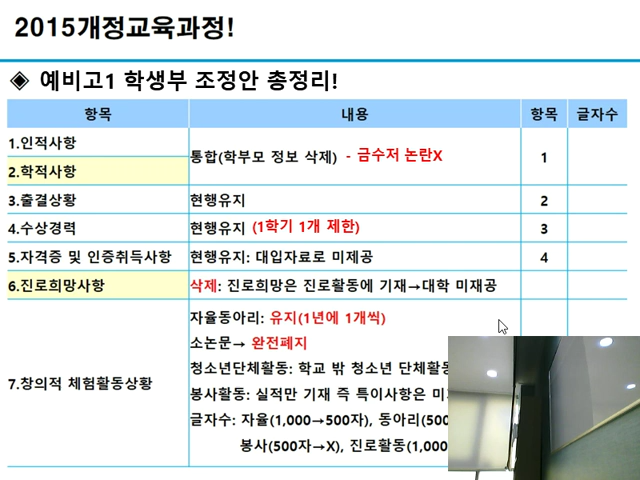 2015개정교육과정!
◈ 예비고1 학생부 조정안 총정리!
항목 내용 항목 글자수
1.인적사항
통합(학부모 정보 삭제) - 금수저 논란X 1
2.학적사항
3.출결상황 현행유지 2
4.수상경력 현행유지 (1학기 1개 제한) 3
5.자격증 및 인증취득사항 현행유지: 대입자료로 미제공 4
6.진로희망사항 삭제: 진로희망은 진로활동에 기재→대학 미제공
7.창의적 체험활동상황
자율동아리: 유지(1년에 1개씩)
소논문→ 완전폐지
청소년단체활동: 학교 밖 청소년 단체활동
봉사활동: 실적만 기재 즉 특이사항은 미
글자수: 자율(1,000→500자), 동아리(500
봉사(500자→X), 진로활동(1,000